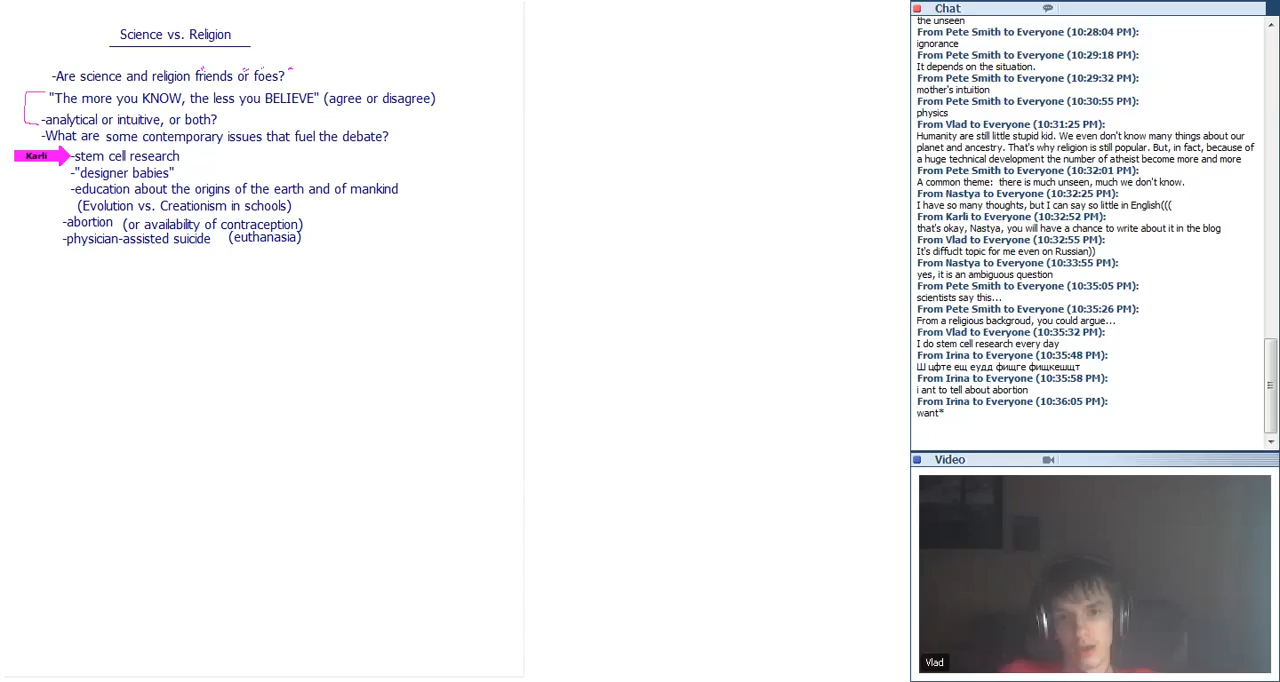 Science vs. Religion
-Are science and religion friends or foes?
"The more you KNOW, the less you BELIEVE" (agree or disagree)
-analytical or intuitive, or both?
-What are some contemporary issues that fuel the debate?
Karli
-stem cell research
-"designer babies"
-education about the origins of the earth and of mankind
(Evolution vs. Creationism in schools)
-abortion (or availability of contraception)
-physician-assisted suicide (euthanasia)
Chat
the unseen
From Pete Smith to Everyone (10:28:04 PM):
ignorance
From Pete Smith to Everyone (10:29:18 PM):
It depends on the situation.
From Pete Smith to Everyone (10:29:32 PM):
mother's intuition
From Pete Smith to Everyone (10:30:55 PM):
physics
From Vlad to Everyone (10:31:25 PM):
Humanity are still little stupid kid. We even don't know many things about our
planet and ancestry. That's why religion is still popular. But, in fact, because of
a huge technical development the number of atheist become more and more
From Pete Smith to Everyone (10:32:01 PM):
A common theme:  there is much unseen, much we don't know.
From Nastya to Everyone (10:32:25 PM):
I have so many thoughts, but I can say so little in English(((
From Karli to Everyone (10:32:52 PM):
that's okay, Nastya, you will have a chance to write about it in the blog
From Vlad to Everyone (10:32:55 PM):
It's diffuclt topic for me even on Russian))
From Nastya to Everyone (10:33:55 PM):
yes, it is an ambiguous question
From Pete Smith to Everyone (10:35:05 PM):
scientists say this...
From Pete Smith to Everyone (10:35:26 PM):
From a religious backgroud, you could argue...
From Vlad to Everyone (10:35:32 PM):
I do stem cell research every day
From Irina to Everyone (10:35:48 PM):
Ш цфте ещ еудд фищге фищкешщт
From Irina to Everyone (10:35:58 PM):
i ant to tell about abortion
From Irina to Everyone (10:36:05 PM):
want*
Video
Vlad